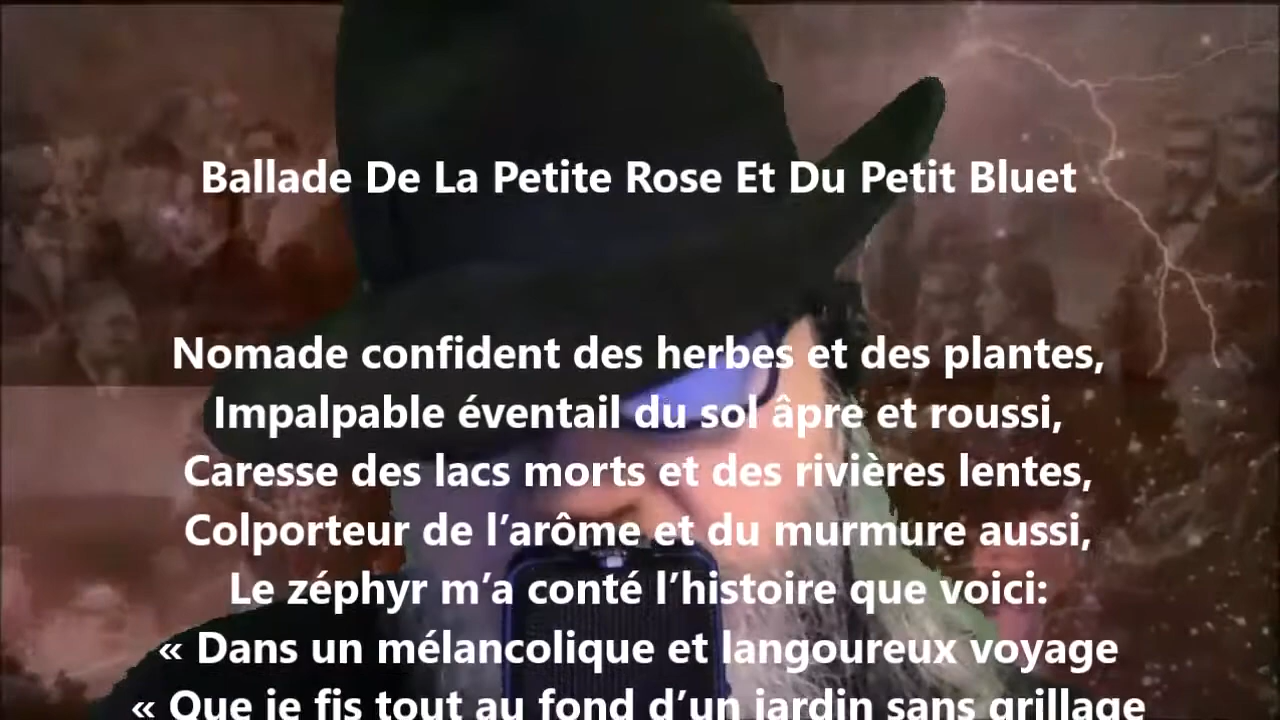 Ballade De La Petite Rose Et Du Petit Bluet
Nomade confident des herbes et des plantes,
Impalpable éventail du sol âpre et roussi,
Caresse des lacs morts et des rivières lentes,
Colporteur de l’arôme et du murmure aussi,
Le zéphyr m’a conté l’histoire que voici:
« Dans un mélancolique et langoureux voyage
« Que je fis tout au fond d’un jardin sans grillage